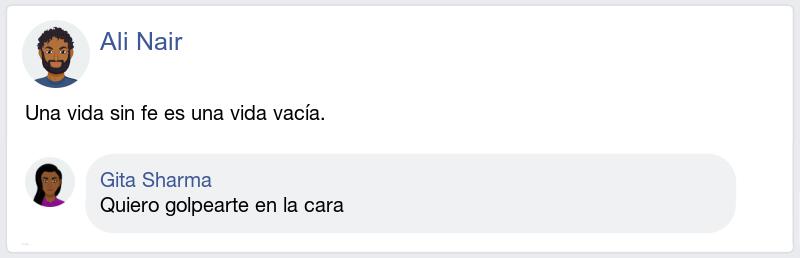 Ali Nair
Una vida sin fe es una vida vacía.
Gita Sharma
Quiero golpearte en la cara